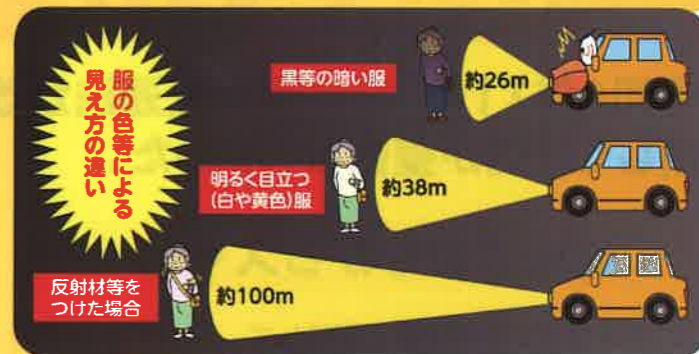 服の色等による
見え方の違い
黒等の暗い服
約26m
明るく目立つ
(白や黄色)服
約38m
反射材等を
つけた場合
約100m